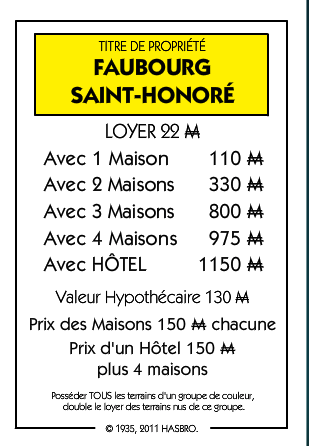 TITRE DE PROPRIÉTÉ
FAUBOURG
SAINT-HONORÉ
LOYER 22 ₩
Avec 1 Maison 110 ₩
Avec 2 Maisons 330 ₩
Avec 3 Maisons 800 ₩
Avec 4 Maisons 975 ₩
Avec HÔTEL 1150 ₩
Valeur Hypothécaire 130 ₩
Prix des Maisons 150 ₩ chacune
Prix d'un Hôtel 150 ₩
plus 4 maisons
Posséder TOUS les terrains d'un groupe de couleur,
double le loyer des terrains nus de ce groupe.
© 1935, 2011 HASBRO.